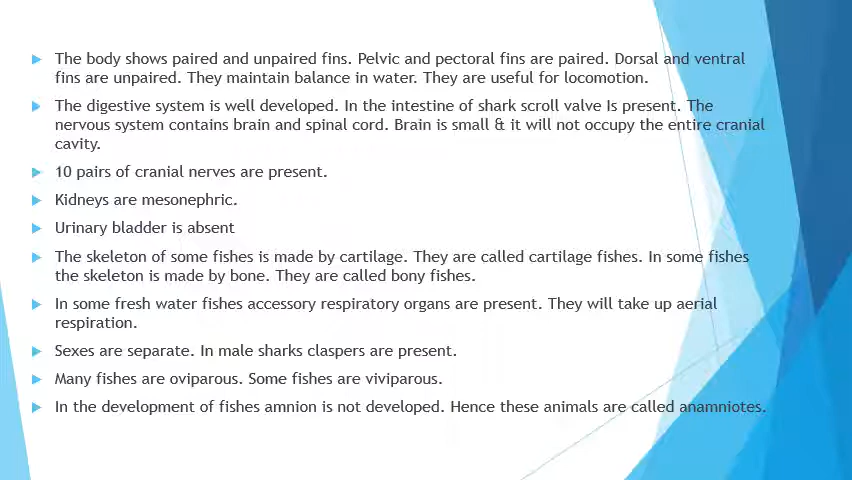 The body shows paired and unpaired fins. Pelvic and pectoral fins are paired. Dorsal and ventral
fins are unpaired. They maintain balance in water. They are useful for locomotion.
The digestive system is well developed. In the intestine of shark scroll valve Is present. The
nervous system contains brain and spinal cord. Brain is small & it will not occupy the entire cranial
cavity.
10 pairs of cranial nerves are present.
Kidneys are mesonephric.
Urinary bladder is absent
The skeleton of some fishes is made by cartilage. They are called cartilage fishes. In some fishes
the skeleton is made by bone. They are called bony fishes.
In some fresh water fishes accessory respiratory organs are present. They will take up aerial
respiration.
Sexes are separate. In male sharks claspers are present.
Many fishes are oviparous. Some fishes are viviparous.
In the development of fishes amnion is not developed. Hence these animals are called anamniotes.